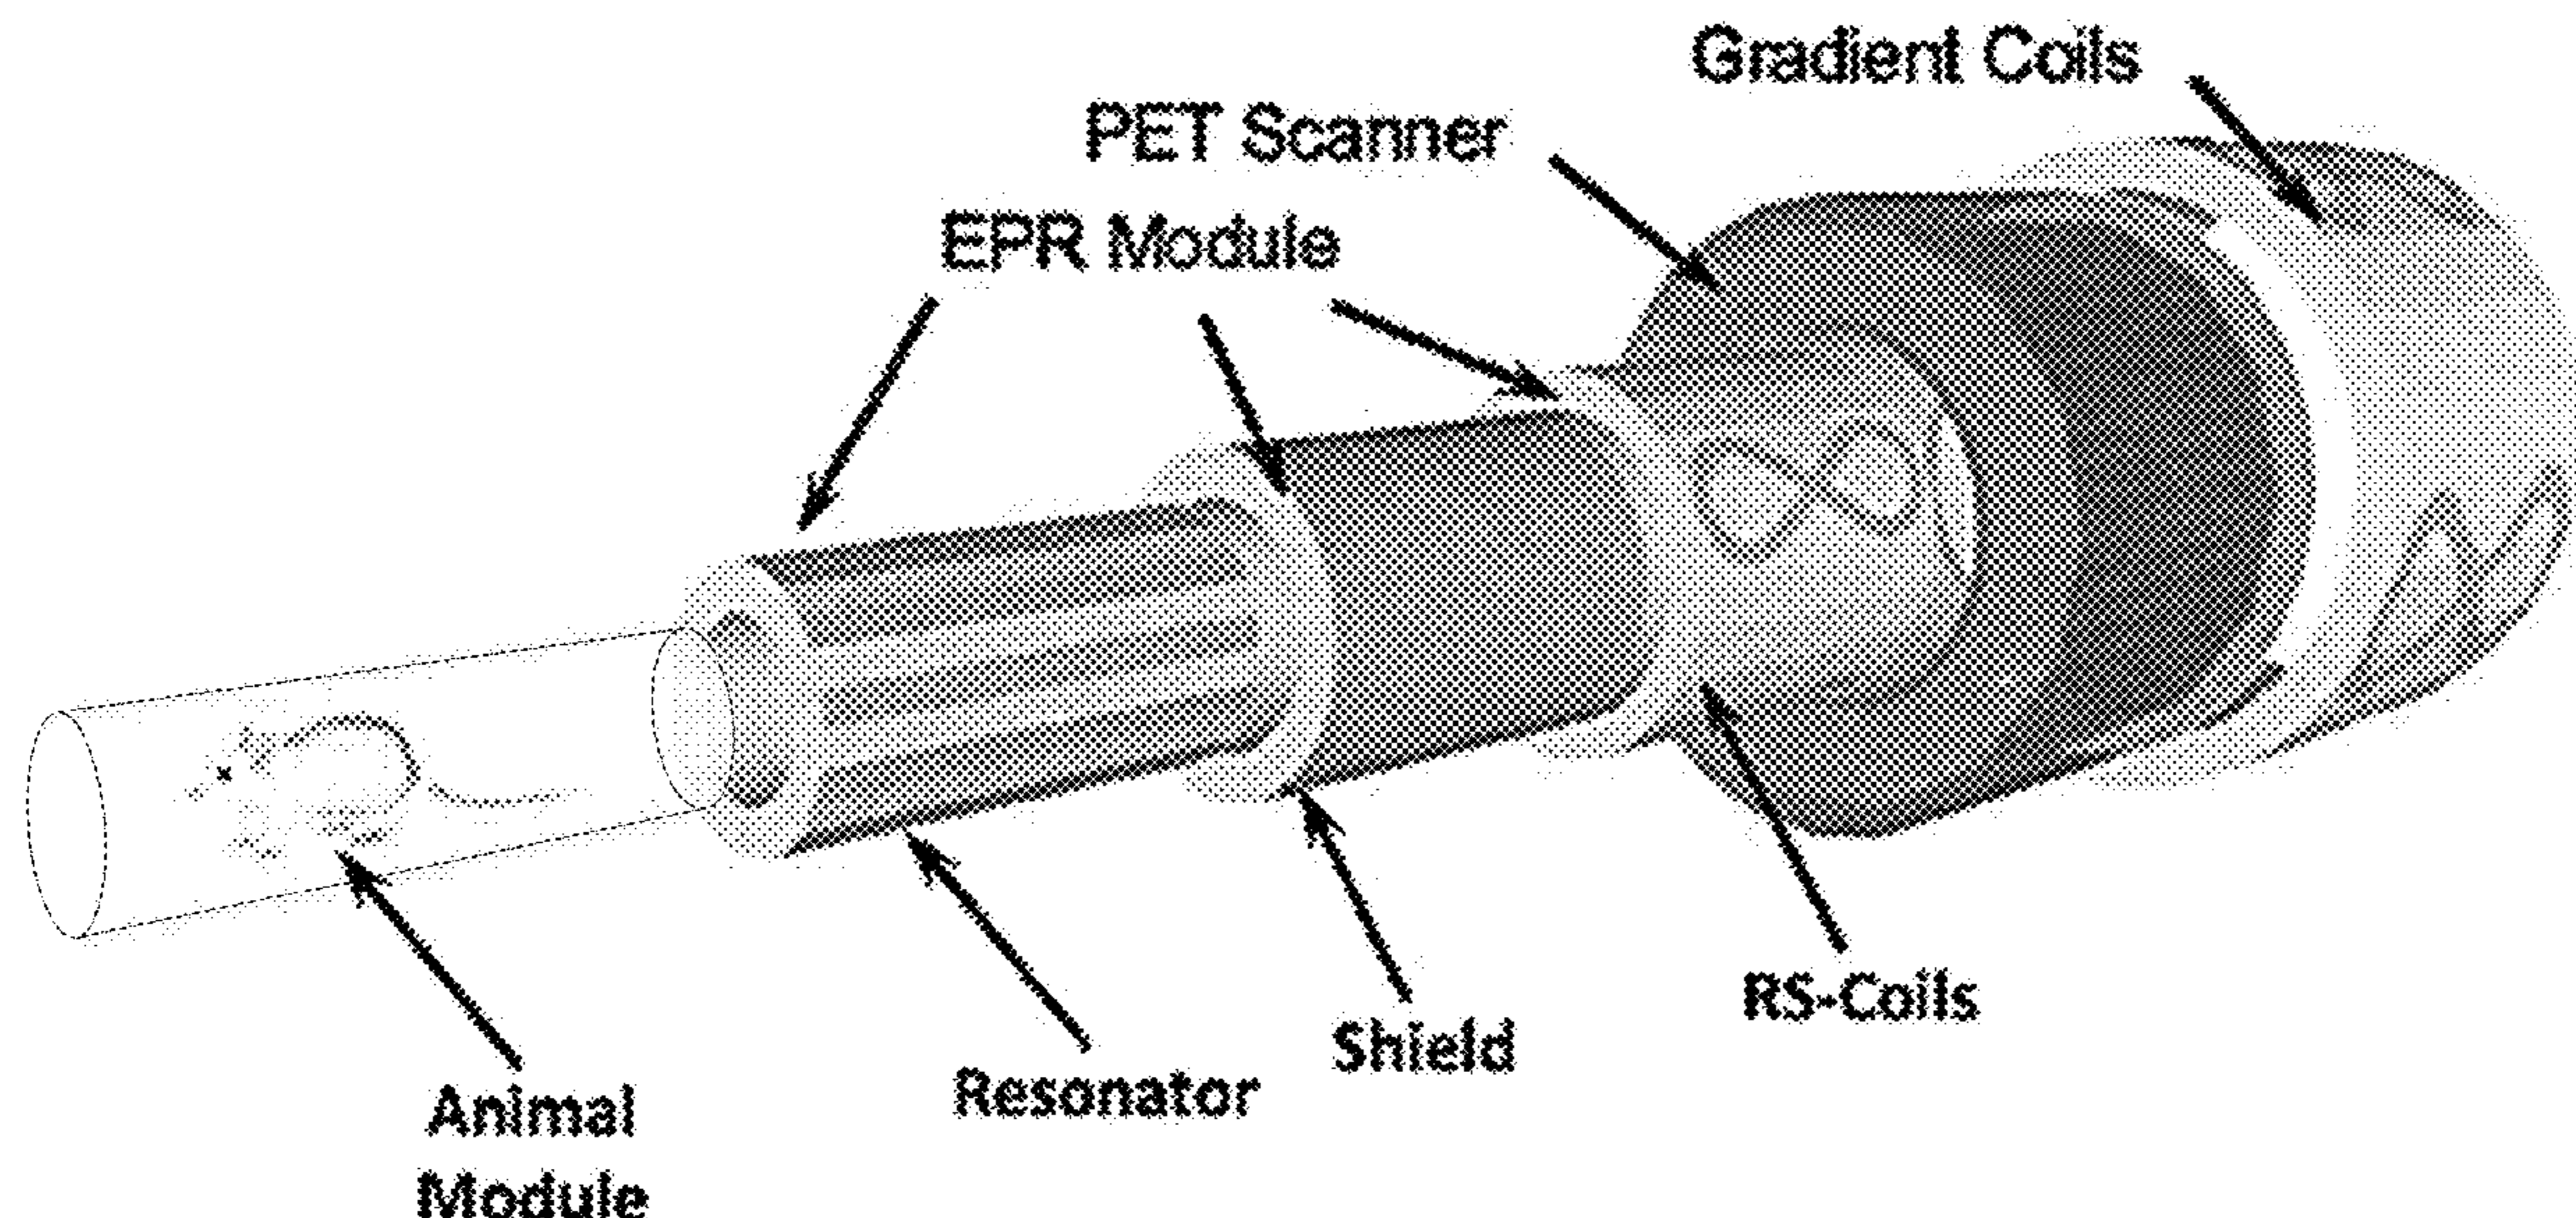 Gradient Coils
PET Scanner
EPR Module
RS-Coils
Shield
Resonator
Animal
Module